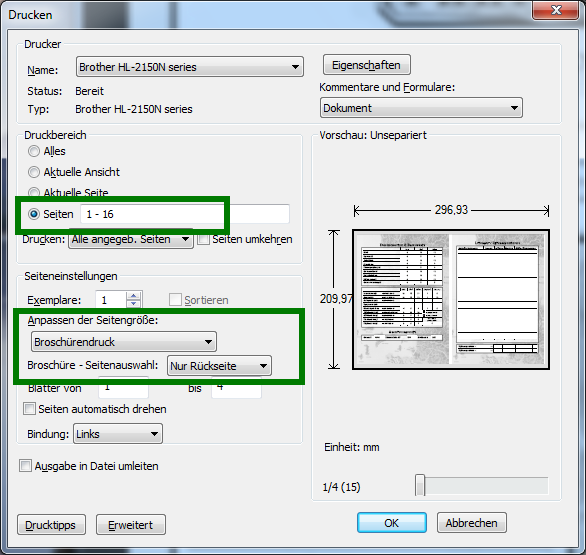 Drucken
Drucker
Name:
Brother HL-2150N series
Eigenschaften
Status:
Bereit
Kommentare und Formulare:
Typ:
Brother HL-2150N series
Dokument
Druckbereich
Vorschau: Unsepariert
Alles
Aktuelle Ansicht
Aktuelle Seite
Seiten
1 - 16
296,93
Drucken:
Alle angegeb. Seiten
Seiten umkehren
209,97
Seiteneinstellungen
Exemplare:
1
Sortieren
Anpassen der Seitengröße:
Broschürendruck
Broschüre - Seitenauswahl:
Nur Rückseite
Blätter von
1
bis
4
Seiten automatisch drehen
Bindung:
Links
Einheit: mm
Ausgabe in Datei umleiten
1/4 (15)
Drucktipps
Erweitert
OK
Abbrechen